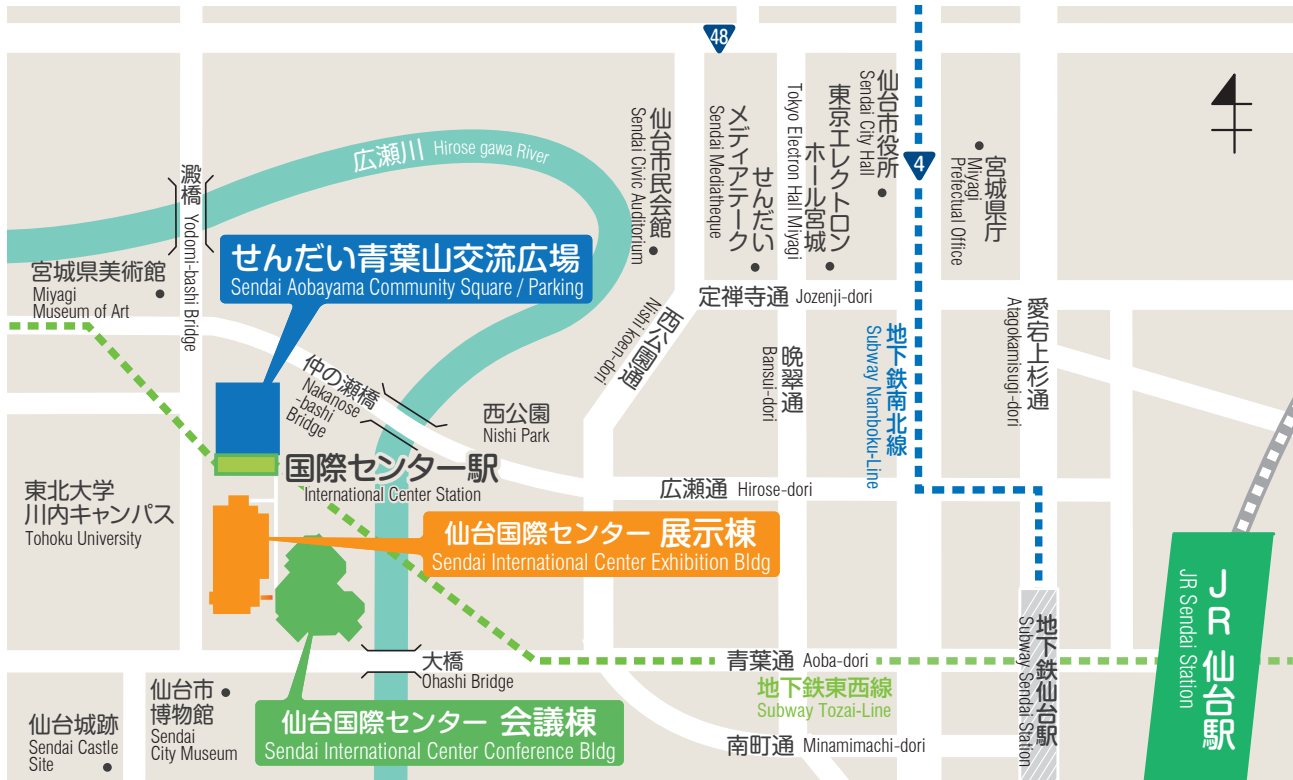 48
4
仙台市役所
Sendai City Hall
東京エレクトロン
ホール宮城
Tokyo Electron Hall Miyagi
せんだい
メディアテーク
Sendai Mediatheque
仙台市民会館
Sendai Civic Auditorium
宮城県庁
Miyagi
Prefectual Office
広瀬川 Hirose gawa River
澱橋 Yodomi-bashi Bridge
宮城県美術館
Miyagi
Museum of Art
せんだい青葉山交流広場
Sendai Aobayama Community Square / Parking
定禅寺通 Jozenji-dori
西公園通
Nishi koen-dori
晩翠通
Bansui-dori
地下鉄南北線
Subway Namboku-Line
愛宕上杉通
Atagokamisugi-dori
仲の瀬橋
Nakanose
-bashi
Bridge
西公園
Nishi Park
国際センター駅
International Center Station
広瀬通 Hirose-dori
東北大学
川内キャンパス
Tohoku University
仙台国際センター 展示棟
Sendai International Center Exhibition Bldg
JR仙台駅
JR Sendai Station
地下鉄仙台駅
Subway Sendai Station
大橋
Ohashi Bridge
青葉通 Aoba-dori
地下鉄東西線
Subway Tozai-Line
仙台市
博物館
Sendai
City Museum
仙台城跡
Sendai Castle
Site
仙台国際センター 会議棟
Sendai International Center Conference Bldg
南町通 Minamimachi-dori